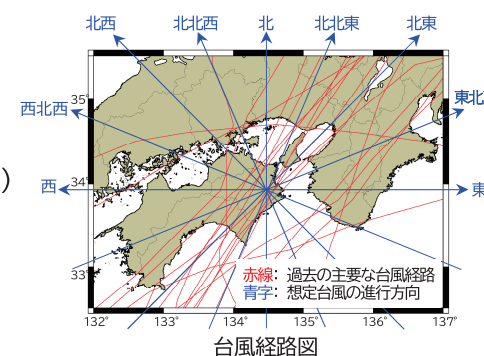 北西 北北西 北 北北東 北東
35°
西北西
東北
)
34°
西
東
33°
赤線：過去の主要な台風経路
青字：想定台風の進行方向
132° 133° 134° 135° 136° 137°
台風経路図